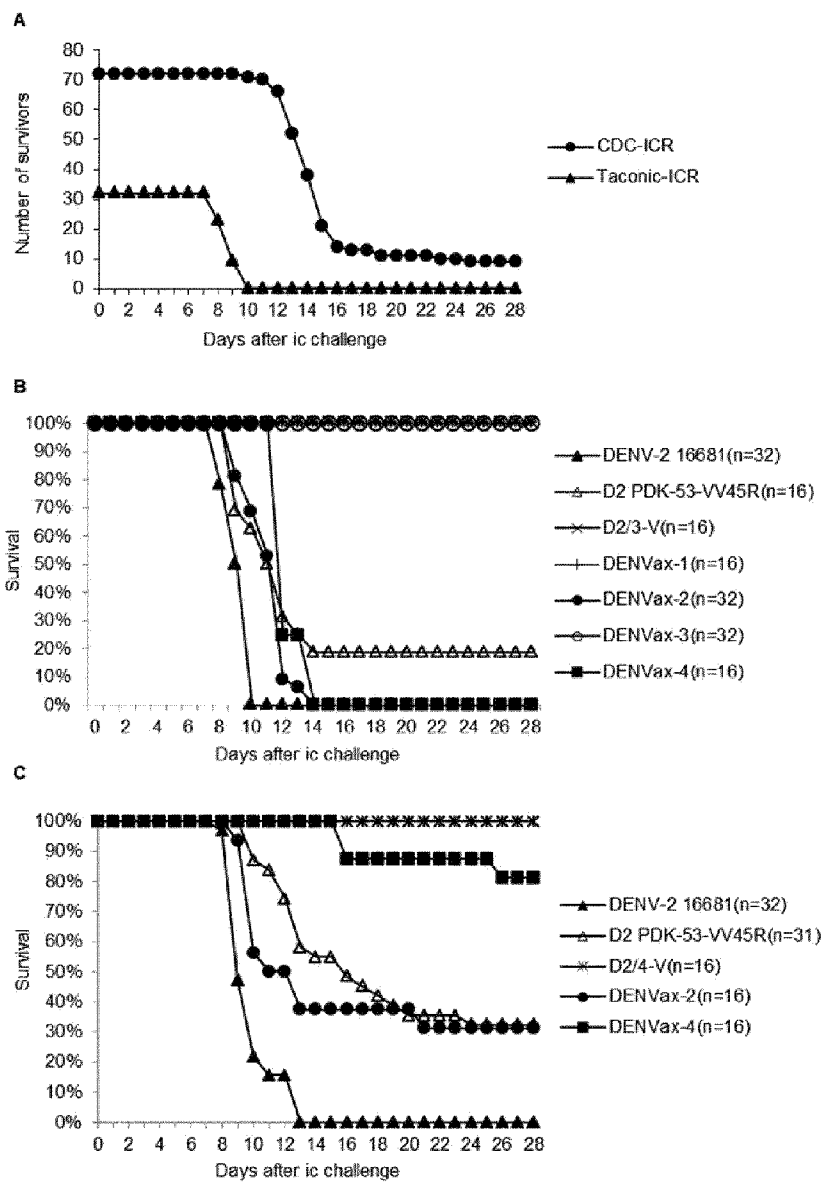 A
80
70
60
50
40
30
20
10
0
Number of survivors
0 2 4 6 8 10 12 14 16 18 20 22 24 26 28
Days after ic challenge
CDC-ICR
Taconic-ICR
B
100%
90%
80%
70%
60%
50%
40%
30%
20%
10%
0%
Survival
0 2 4 6 8 10 12 14 16 18 20 22 24 26 28
Days after ic challenge
DENV-2 16681(n=32)
D2 PDK-53-VV45R(n=16)
D2/3-V(n=16)
DENVax-1(n=16)
DENVax-2(n=32)
DENVax-3(n=32)
DENVax-4(n=16)
C
100%
90%
80%
70%
60%
50%
40%
30%
20%
10%
0%
Survival
0 2 4 6 8 10 12 14 16 18 20 22 24 26 28
Days after ic challenge
DENV-2 16681(n=32)
D2 PDK-53-VV45R(n=31)
D2/4-V(n=16)
DENVax-2(n=16)
DENVax-4(n=16)